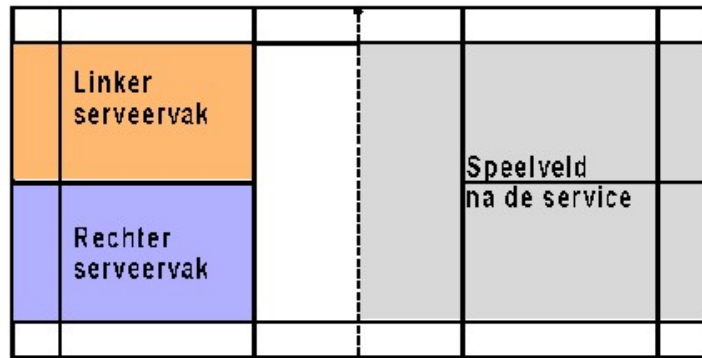 Linker
serveervak
Speelveld
na de service
Rechter
serveervak